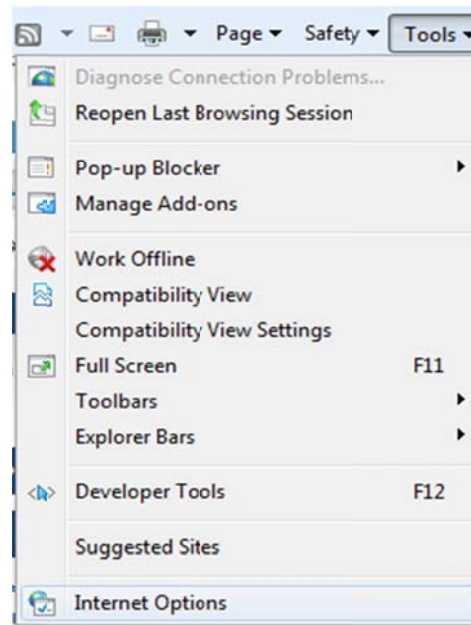 Page Safety Tools
Diagnose Connection Problems...
Reopen Last Browsing Session
Pop-up Blocker
Manage Add-ons
Work Offline
Compatibility View
Compatibility View Settings
Full Screen F11
Toolbars
Explorer Bars
Developer Tools F12
Suggested Sites
Internet Options